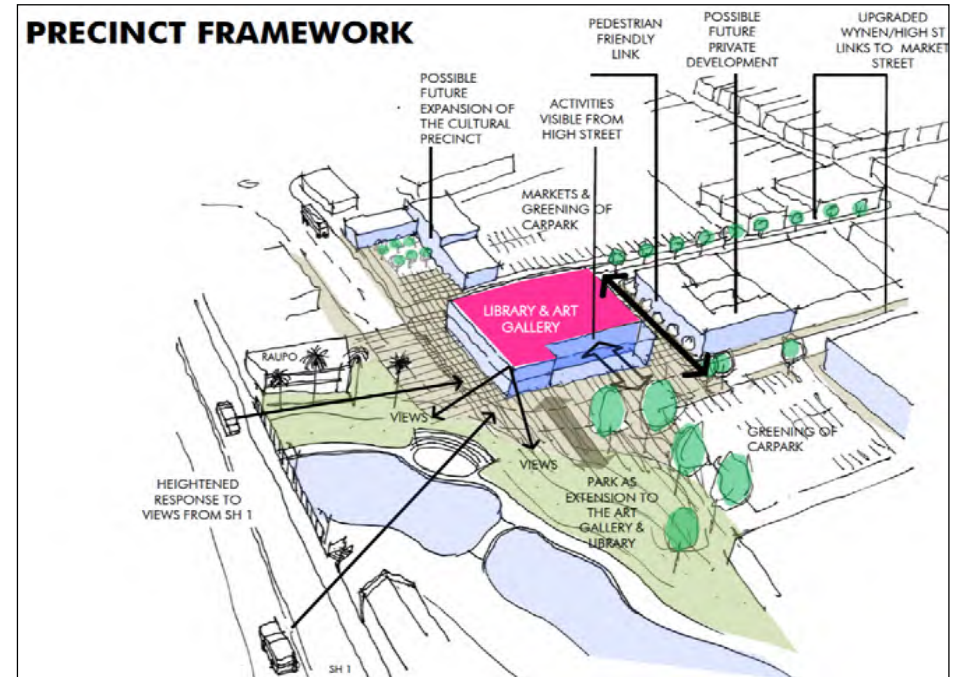 PRECINCT FRAMEWORK
POSSIBLE
FUTURE
EXPANSION OF
THE CULTURAL
PRECINCT
PEDESTRIAN
FRIENDLY
LINK
ACTIVITIES
VISIBLE FROM
HIGH STREET
POSSIBLE
FUTURE
PRIVATE
DEVELOPMENT
UPGRADED
WYNEN/HIGH ST
LINKS TO MARKET
STREET
MARKETS &
GREENING OF
CARPARK
LIBRARY & ART
GALLERY
RAUPO
VIEWS
VIEWS
GREENING OF
CARPARK
PARK AS
EXTENSION TO
THE ART
GALLERY &
LIBRARY
HEIGHTENED
RESPONSE TO
VIEWS FROM SH 1
SH 1